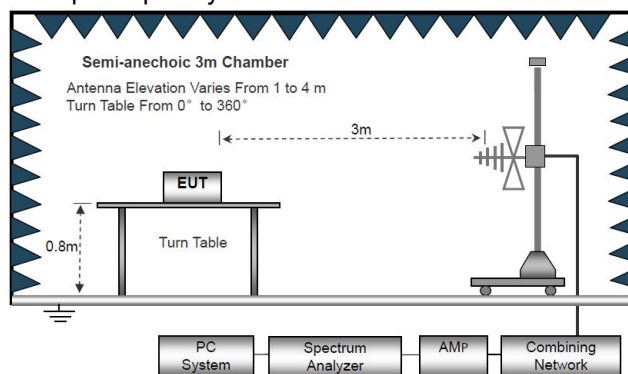 Semi-anechoic 3m Chamber
Antenna Elevation Varies From 1 to 4 m
Turn Table From 0° to 360°
3m
EUT
0.8m
Turn Table
PC
System
Spectrum
Analyzer
AMP
Combining
Network